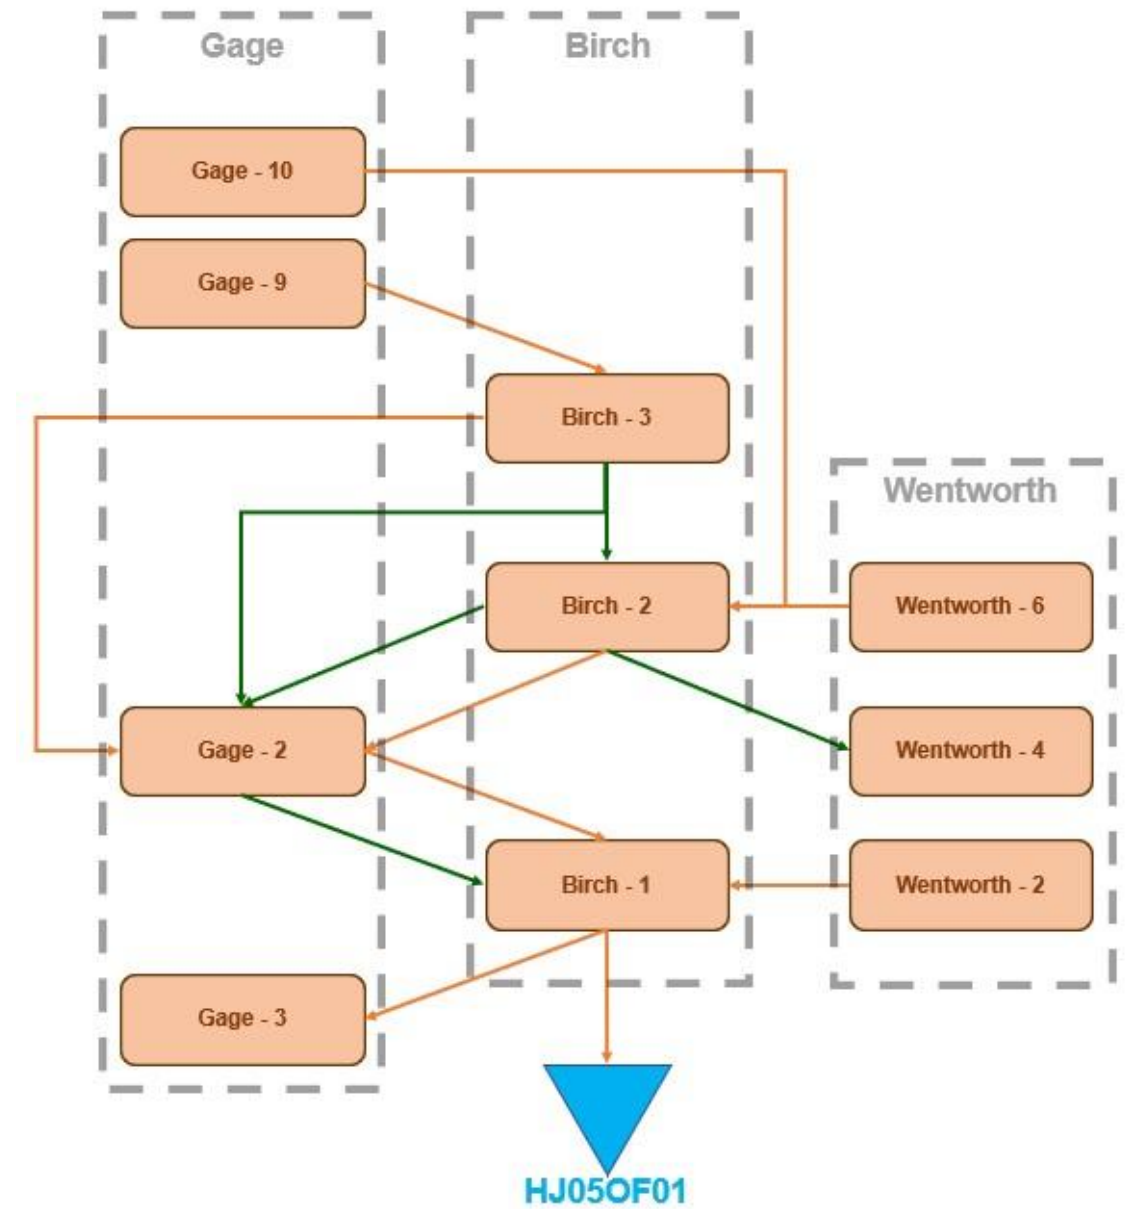 Gage
Birch
Gage - 10
Gage - 9
Birch - 3
Wentworth
Birch - 2
Wentworth - 6
Gage - 2
Wentworth - 4
Birch - 1
Wentworth - 2
Gage - 3
HJ05OF01